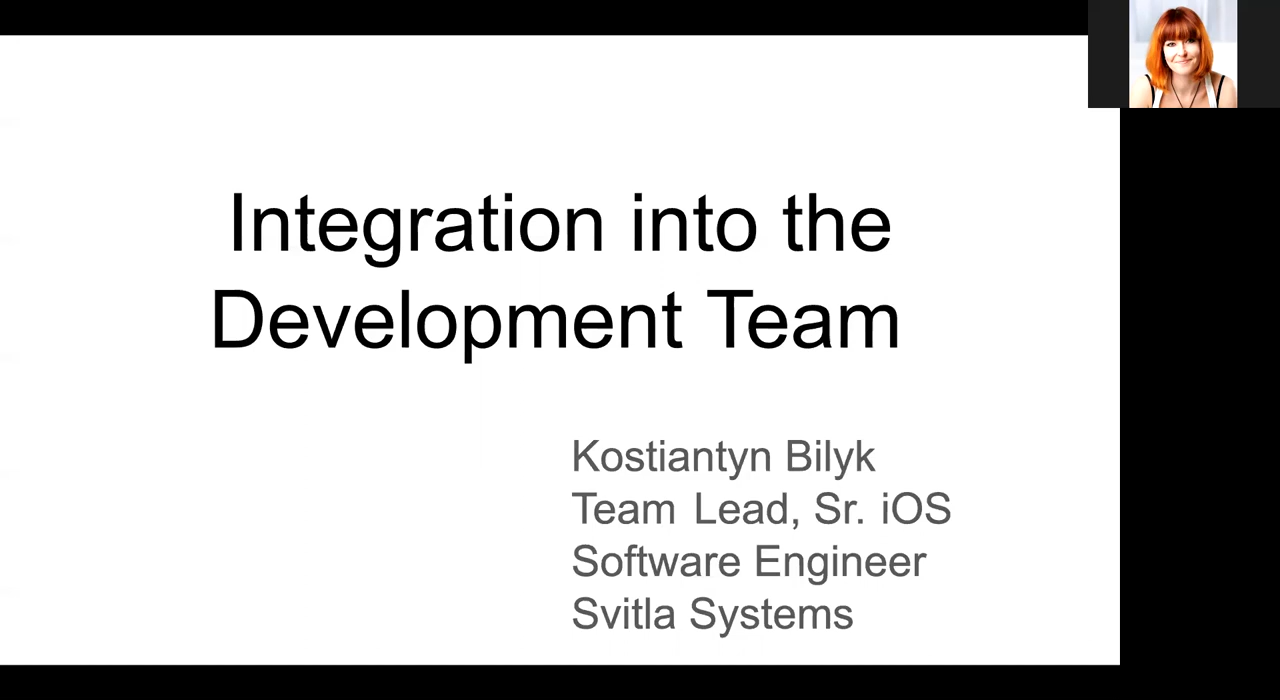 Integration into the
Development Team
Kostiantyn Bilyk
Team Lead, Sr. iOS
Software Engineer
Svitla Systems